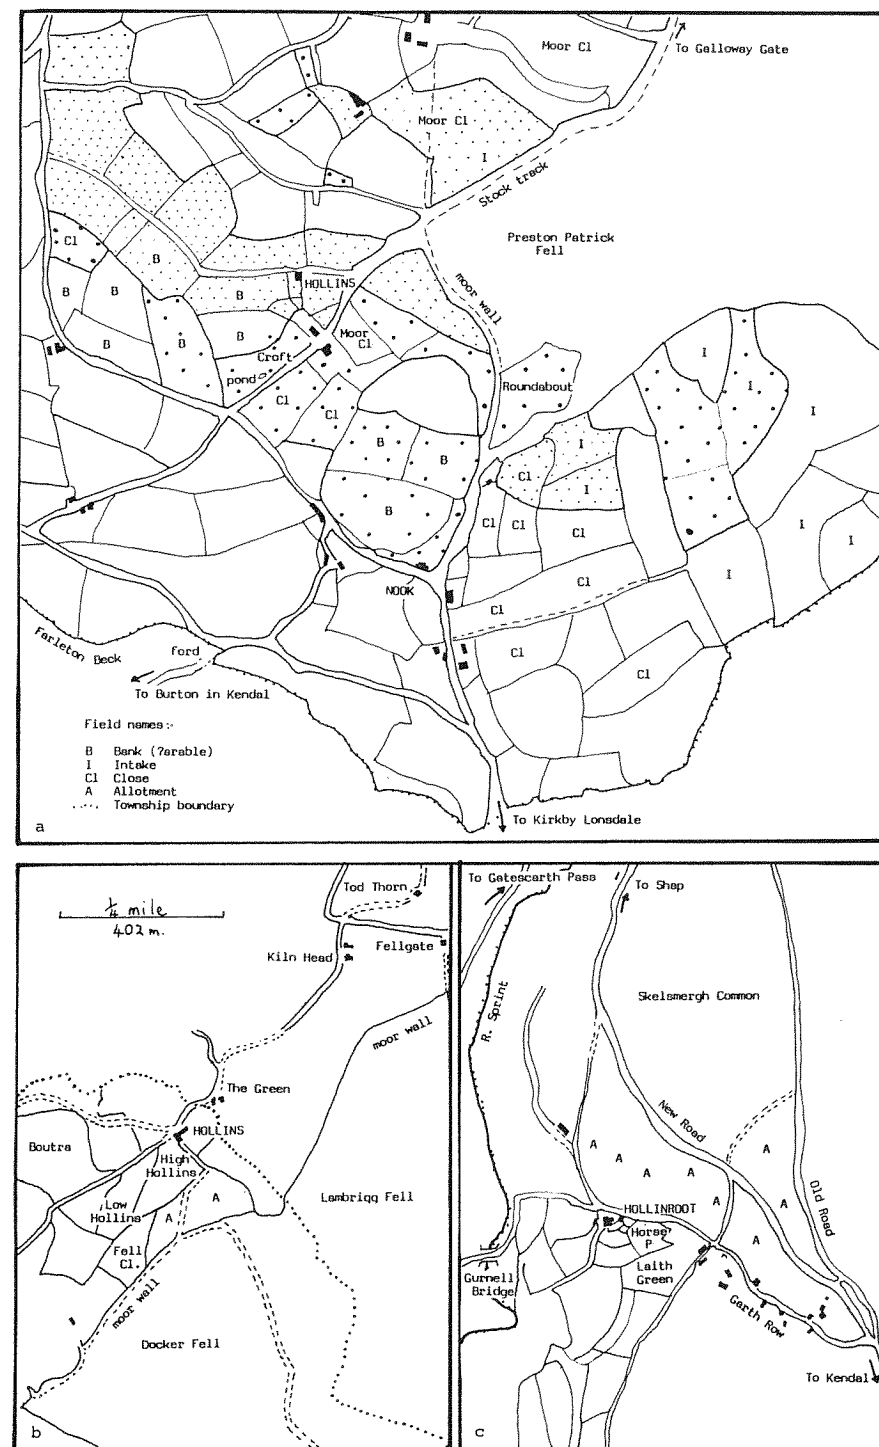 Moor Cl
To Galloway Gate
Moor Cl
I
Stock track
Preston Patrick
Fell
Cl
B
moor wall
HOLLINS
B
B
B
Moor
Cl
B
B
B
Croft
pond
Cl
Cl
Roundabout
I
I
I
B
B
I
Cl
I
B
Cl
Cl
Cl
I
I
Cl
I
NOOK
Cl
Cl
Cl
Farleton Beck
ford
To Burton in Kendal
Field names:-
B Bank (?arable)
I Intake
Cl Close
A Allotment
Township boundary
a
To Kirkby Lonsdale
¼ mile
402 m.
Tod Thorn
Kiln Head
Fellgate
moor wall
The Green
HOLLINS
Boutra
High
Hollins
A
Low
Hollins
A
Lambrigg Fell
Fell
Cl.
moor wall
Docker Fell
b
To Gatescarth Pass
To Shap
R. Sprint
Skelsmergh Common
New Road
A
A
A
A
A
A
A
A
Old Road
HOLLINROOT
Horse
P
Laith
Green
Gurnell
Bridge
Garth Row
To Kendal
c